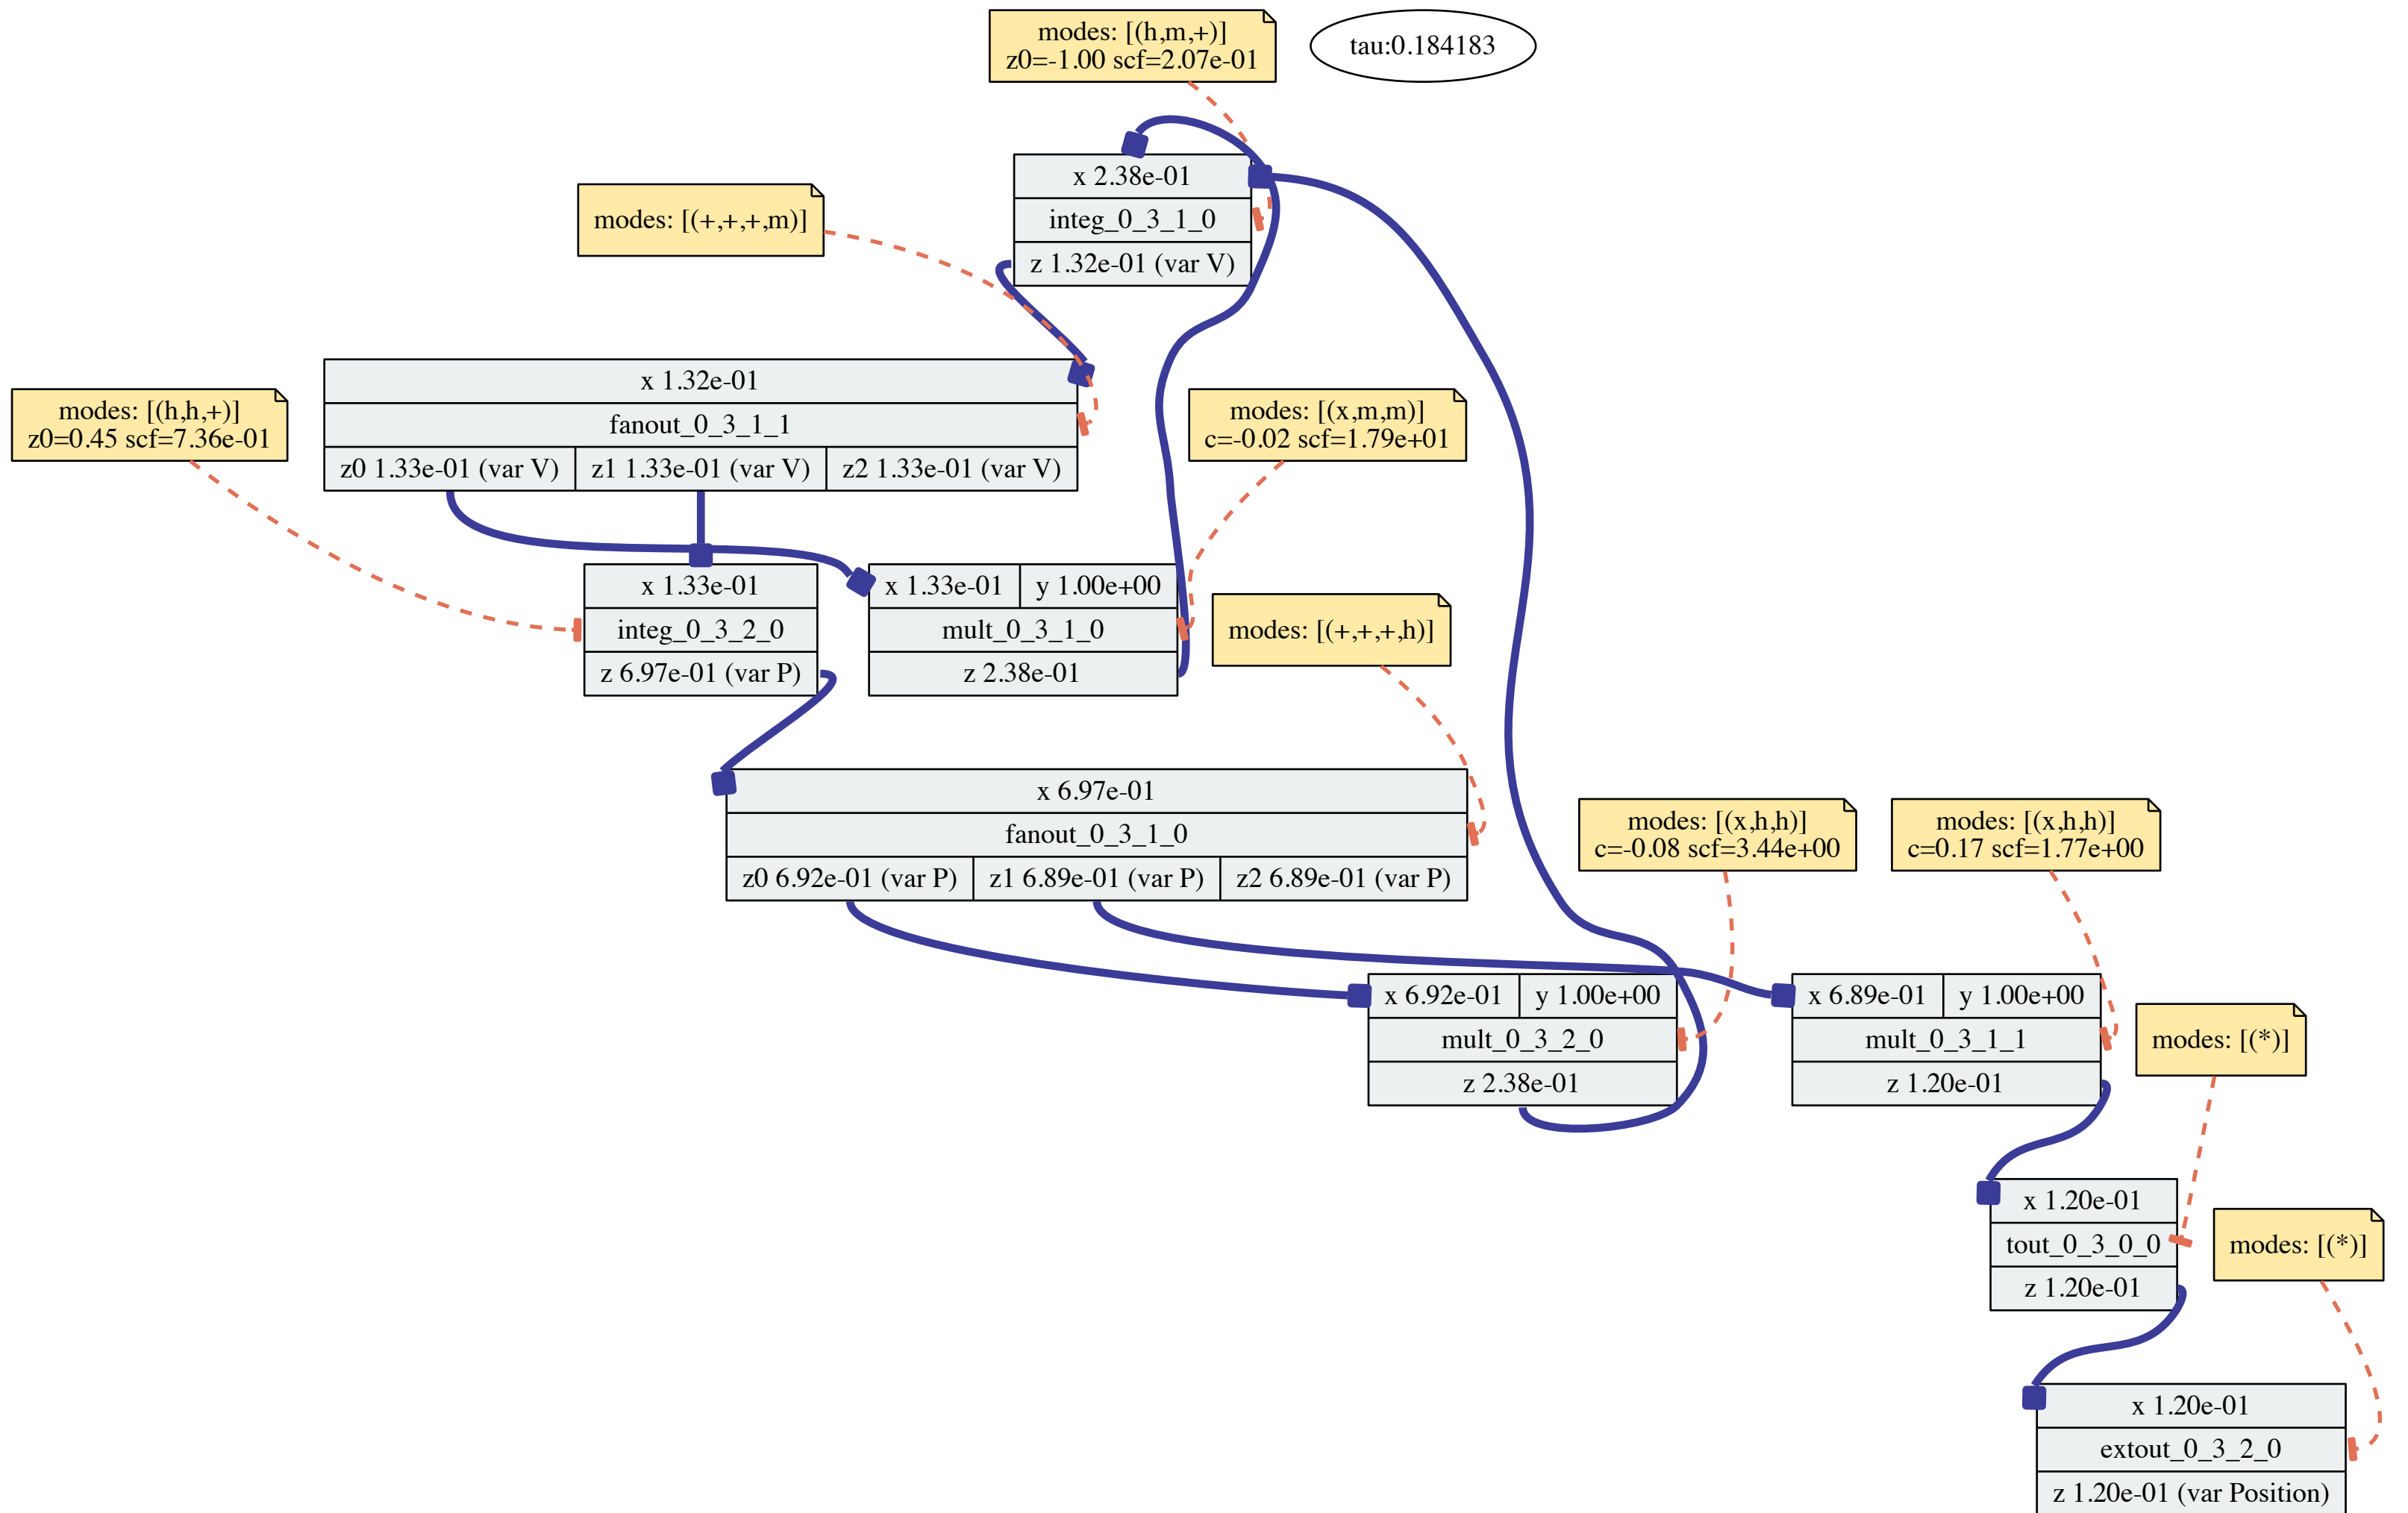 modes: [(h,m,+)]
z0=-1.00 scf=2.07e-01
tau:0.184183
x 2.38e-01
integ_0_3_1_0
z 1.32e-01 (var V)
modes: [(+,+,+,m)]
x 1.32e-01
fanout_0_3_1_1
z0 1.33e-01 (var V) z1 1.33e-01 (var V) z2 1.33e-01 (var V)
modes: [(h,h,+)]
z0=0.45 scf=7.36e-01
modes: [(x,m,m)]
c=-0.02 scf=1.79e+01
x 1.33e-01
integ_0_3_2_0
z 6.97e-01 (var P)
x 1.33e-01 y 1.00e+00
mult_0_3_1_0
z 2.38e-01
modes: [(+,+,+,h)]
x 6.97e-01
fanout_0_3_1_0
z0 6.92e-01 (var P) z1 6.89e-01 (var P) z2 6.89e-01 (var P)
modes: [(x,h,h)]
c=-0.08 scf=3.44e+00
modes: [(x,h,h)]
c=0.17 scf=1.77e+00
x 6.92e-01 y 1.00e+00
mult_0_3_2_0
z 2.38e-01
x 6.89e-01 y 1.00e+00
mult_0_3_1_1
z 1.20e-01
modes: [(*)]
x 1.20e-01
tout_0_3_0_0
z 1.20e-01
modes: [(*)]
x 1.20e-01
extout_0_3_2_0
z 1.20e-01 (var Position)